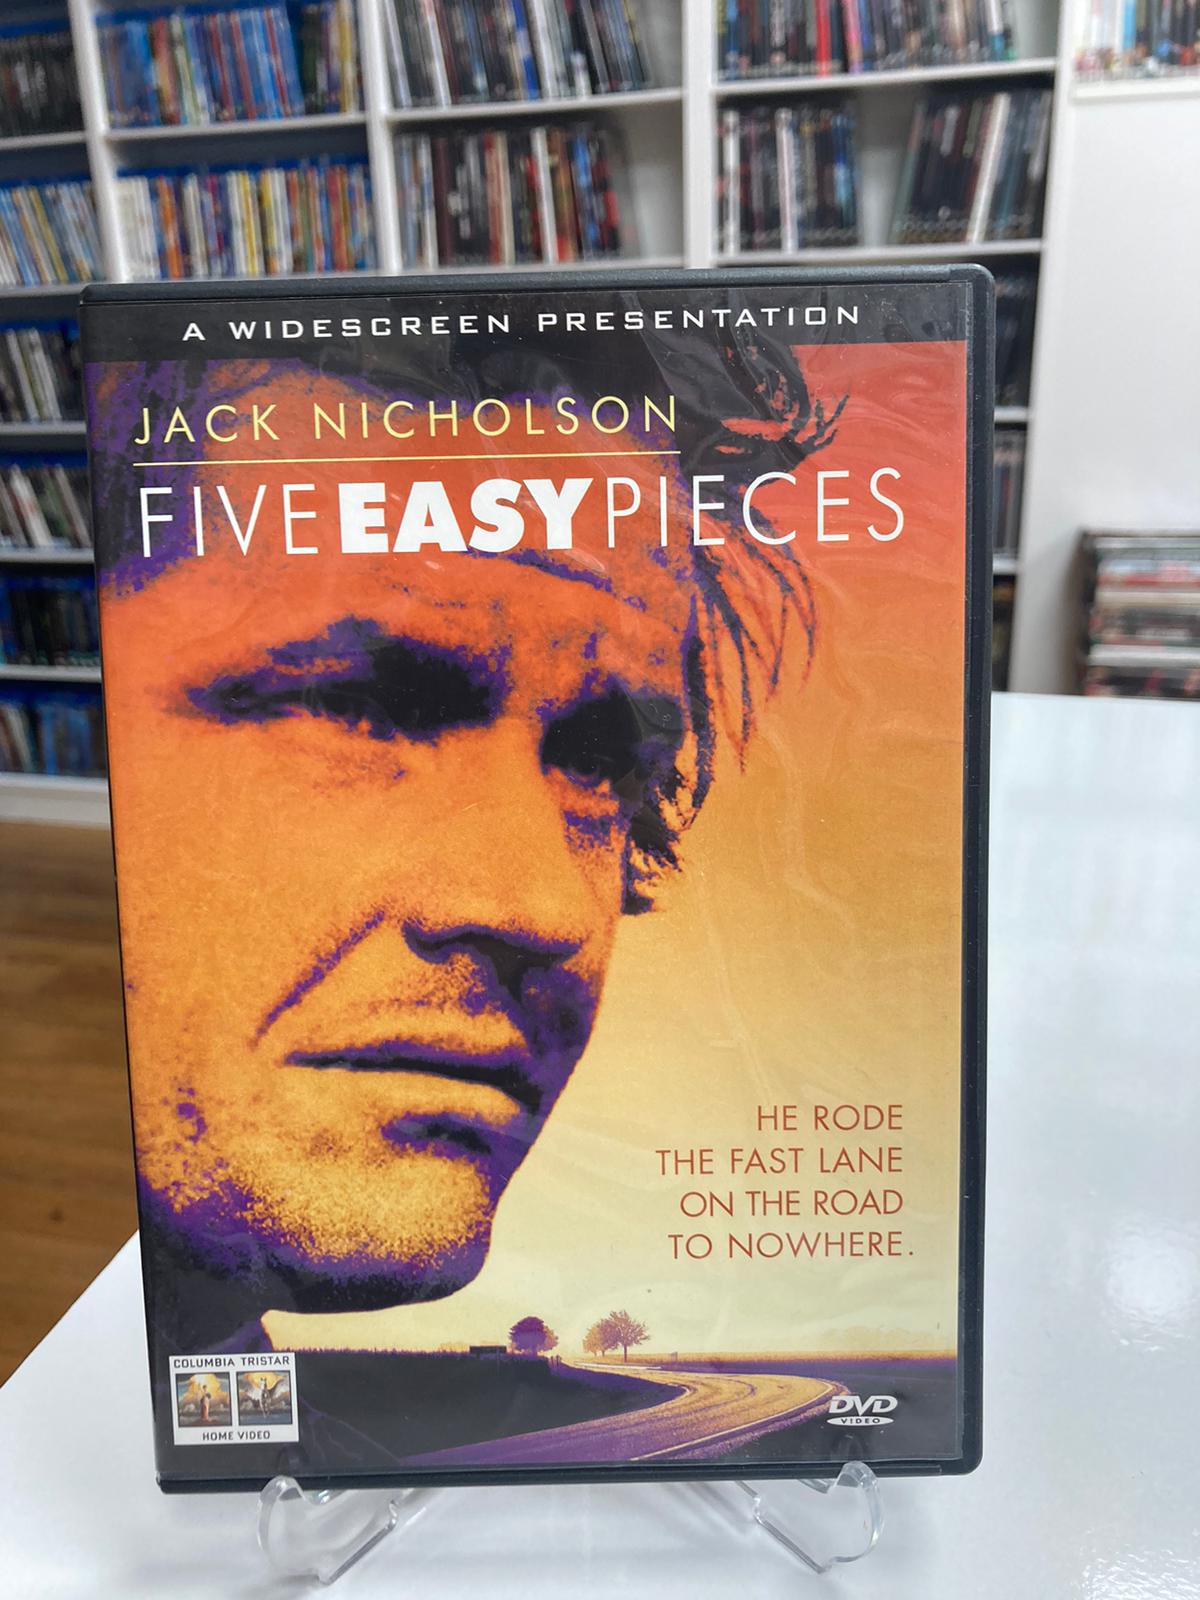 A WIDESCREEN PRESENTATION
JACK NICHOLSON
FIVE EASY PIECES
HE RODE
THE FAST LANE
ON THE ROAD
TO NOWHERE.
COLUMBIA TRISTAR
HOME VIDEO
DVD
VIDEO